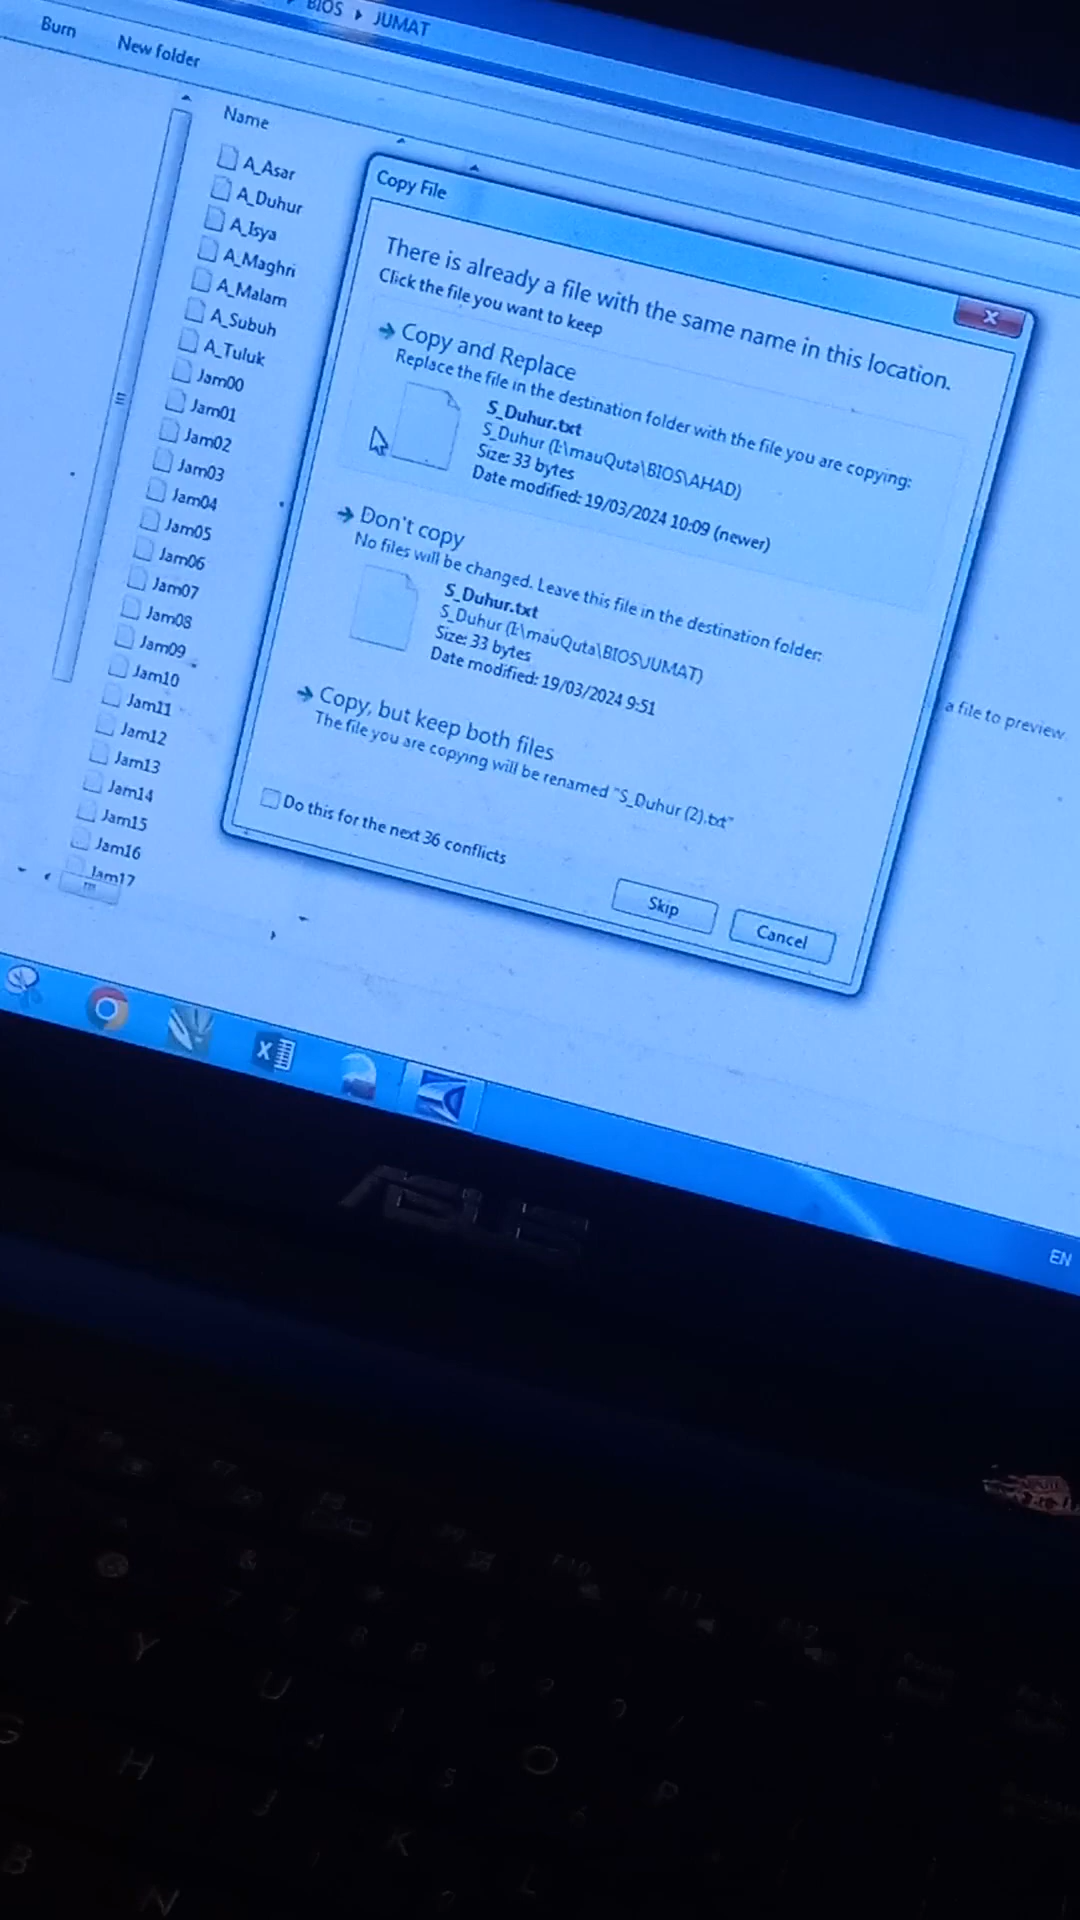 BIOS ▸ JUMAT
Burn
New folder
Name
A_Asar
A_Duhur
A_Isya
A_Maghri
A_Malam
A_Subuh
A_Tuluk
Jam00
Jam01
Jam02
Jam03
Jam04
Jam05
Jam06
Jam07
Jam08
Jam09
Jam10
Jam11
Jam12
Jam13
Jam14
Jam15
Jam16
Jam17
Copy File
There is already a file with the same name in this location.
Click the file you want to keep
Copy and Replace
Replace the file in the destination folder with the file you are copying:
S_Duhur.txt
S_Duhur (I:\mauQuta\BIOS\AHAD)
Size: 33 bytes
Date modified: 19/03/2024 10:09 (newer)
Don't copy
No files will be changed. Leave this file in the destination folder:
S_Duhur.txt
S_Duhur (I:\mauQuta\BIOS\JUMAT)
Size: 33 bytes
Date modified: 19/03/2024 9:51
Copy, but keep both files
The file you are copying will be renamed "S_Duhur (2).txt"
Do this for the next 36 conflicts
Skip
Cancel
a file to preview.
EN
ASUS
T
Y
U
O
P
G
H
J
K
L
B
N